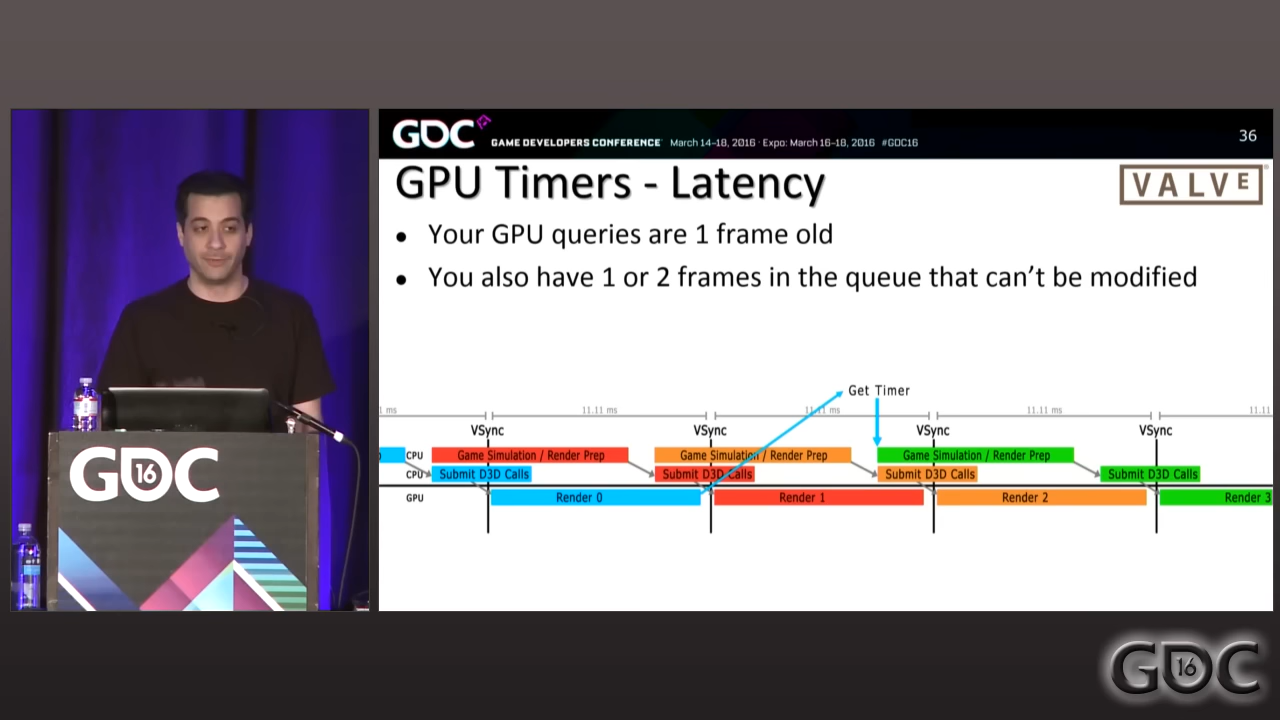 GDC GAME DEVELOPERS CONFERENCE March 14-18, 2016 · Expo: March 16-18, 2016 #GDC16 36
GPU Timers - Latency
VALVE
• Your GPU queries are 1 frame old
• You also have 1 or 2 frames in the queue that can't be modified
Get Timer
ms 11.11 ms 11.11 ms 11.11 ms 11.11
VSync VSync VSync VSync
CPU Game Simulation / Render Prep Game Simulation / Render Prep Game Simulation / Render Prep
CPU Submit D3D Calls Submit D3D Calls Submit D3D Calls Submit D3D Calls
GPU Render 0 Render 1 Render 2 Render 3
GDC 16
GDC 16